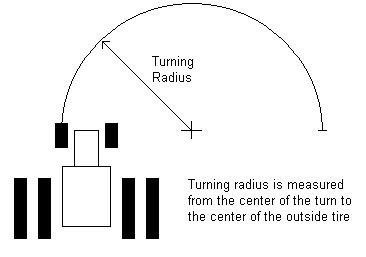 Turning
Radius
Turning radius is measured
from the center of the turn to
the center of the outside tire